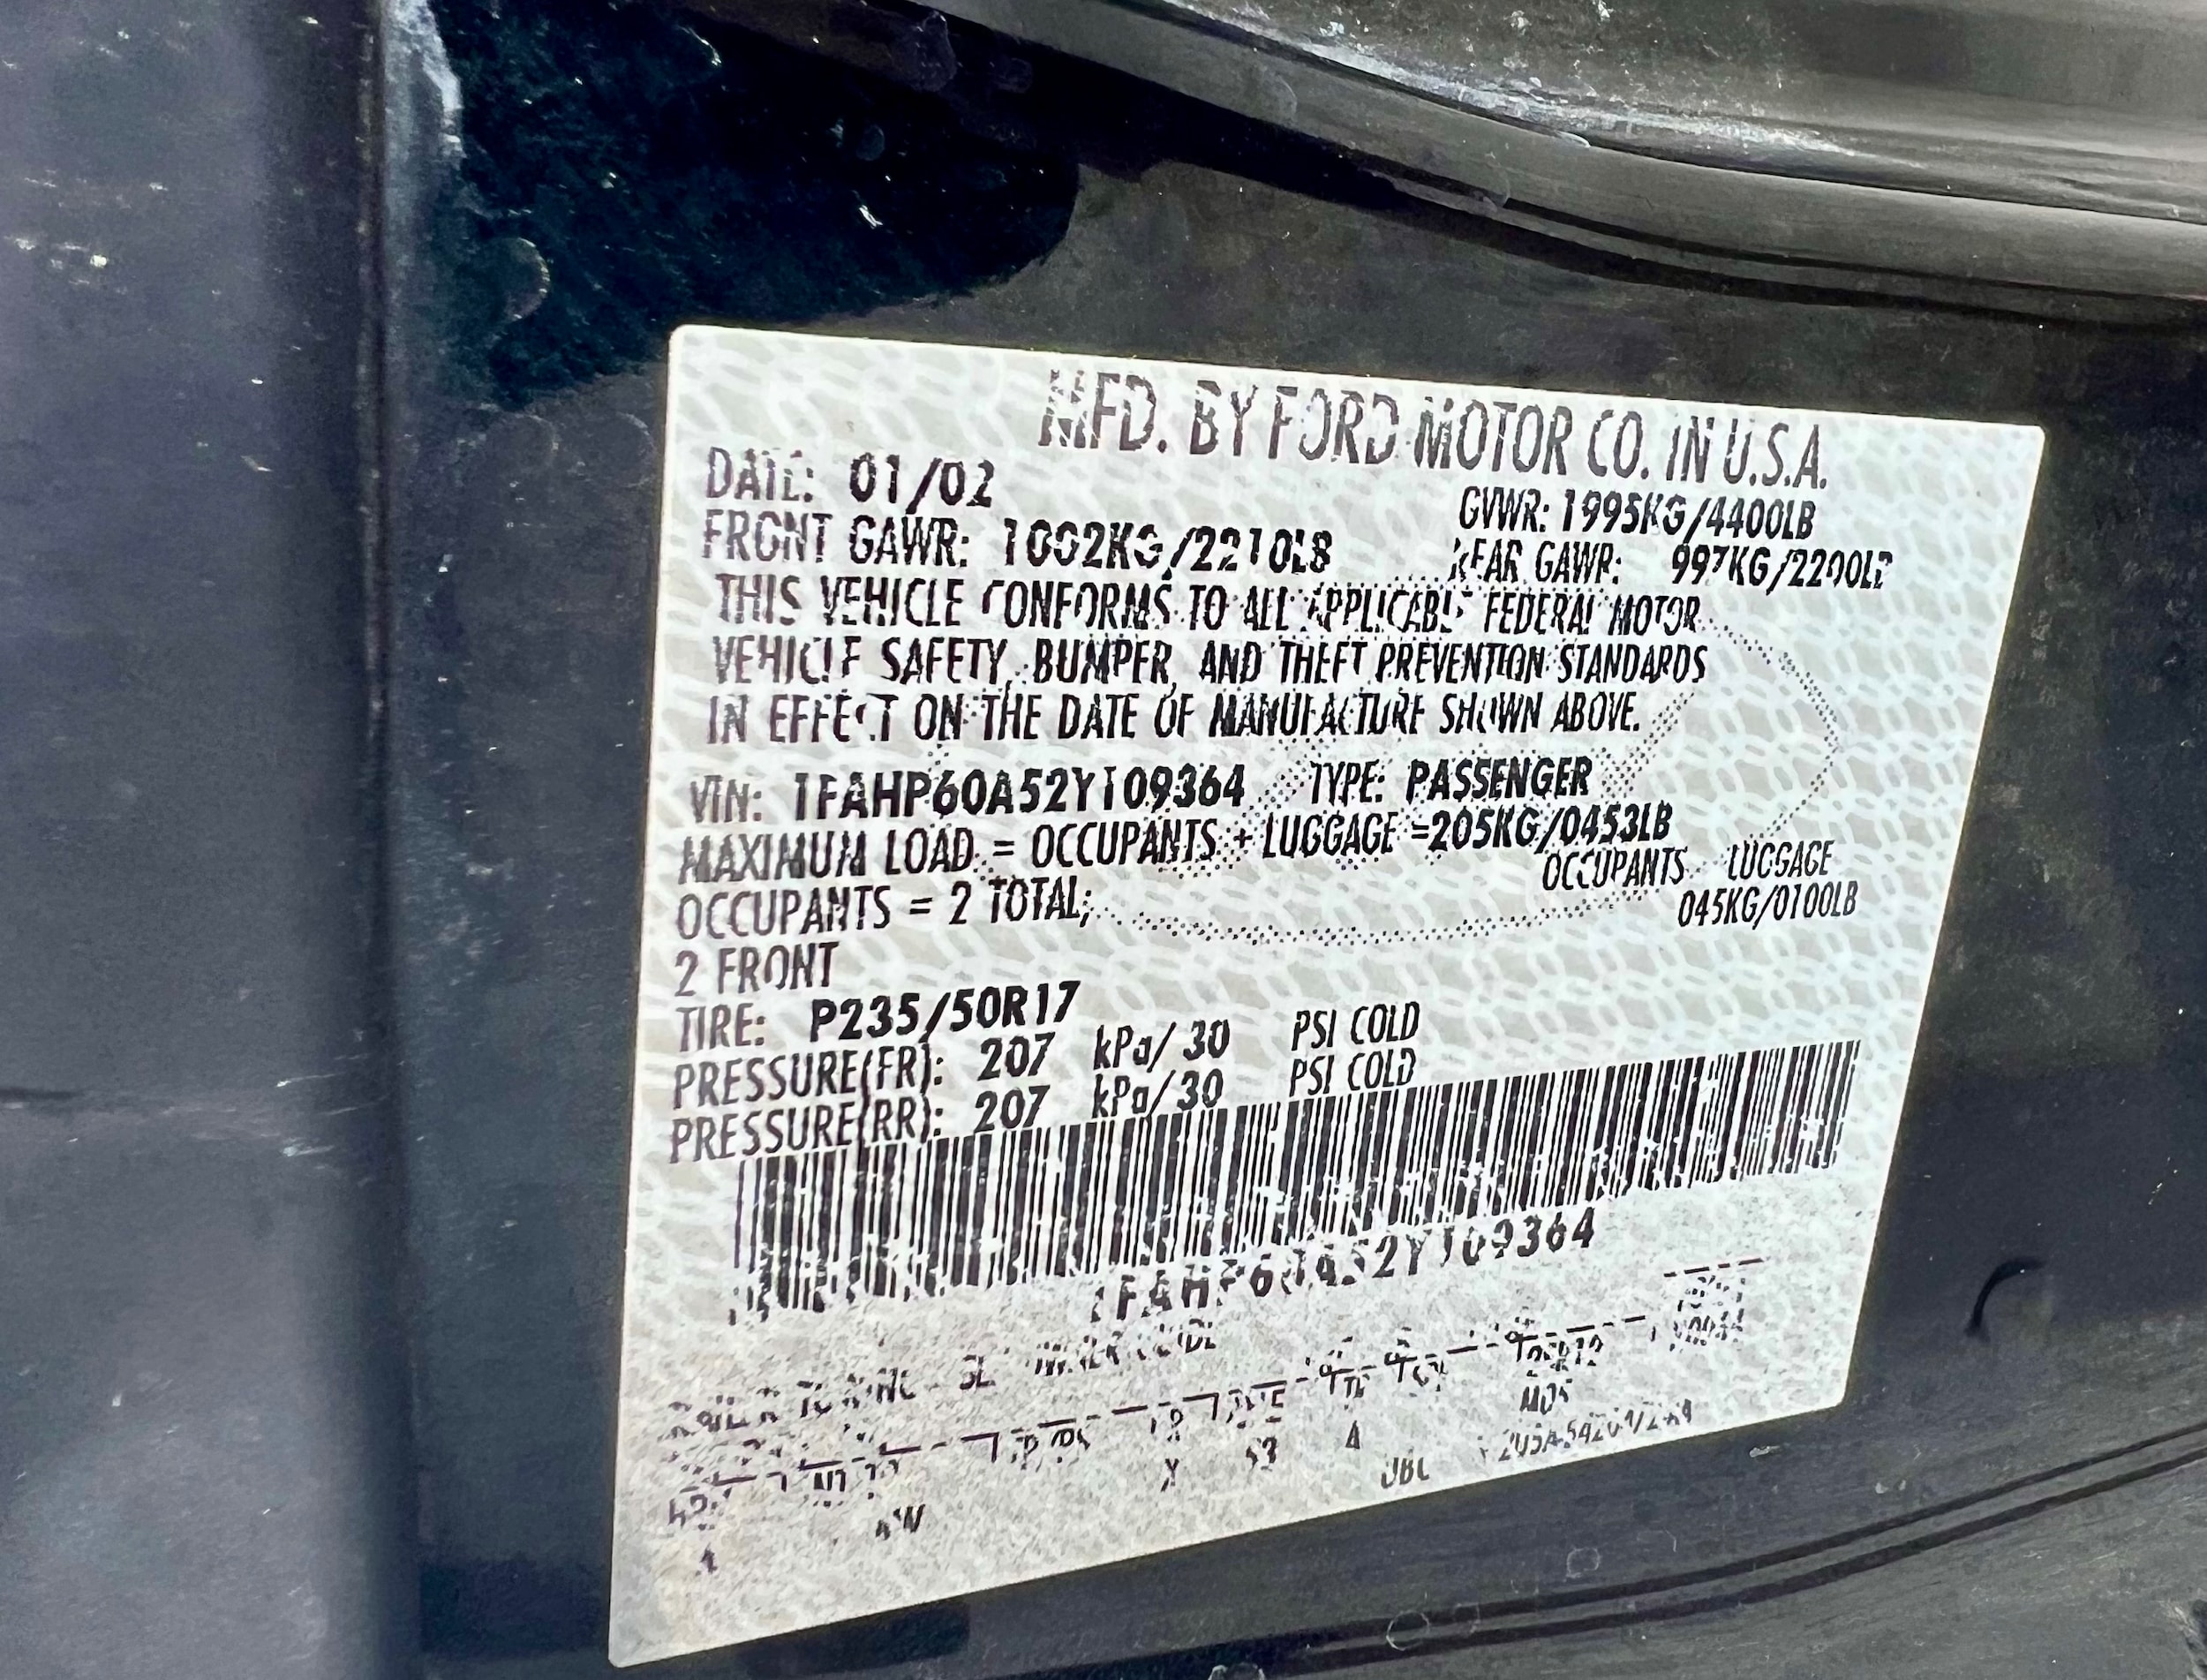 MFD. BY FORD MOTOR CO. IN U.S.A.
DATE: 01/02
GVWR: 1995KG/4400LB
FRONT GAWR: 1002KG/2210LB
REAR GAWR: 997KG/2200LB
THIS VEHICLE CONFORMS TO ALL APPLICABLE FEDERAL MOTOR
VEHICLE SAFETY, BUMPER, AND THEFT PREVENTION STANDARDS
IN EFFECT ON THE DATE OF MANUFACTURE SHOWN ABOVE.
VIN: 1FAHP60A52Y109364 TYPE: PASSENGER
MAXIMUM LOAD = OCCUPANTS + LUGGAGE =205KG/0453LB
OCCUPANTS LUGGAGE
OCCUPANTS = 2 TOTAL; 045KG/0100LB
2 FRONT
TIRE: P235/50R17
PRESSURE(FR): 207 kPa/ 30 PSI COLD
PRESSURE(RR): 207 kPa/30 PSI COLD
1FAHP60A52Y109364
X 53 A
UBC